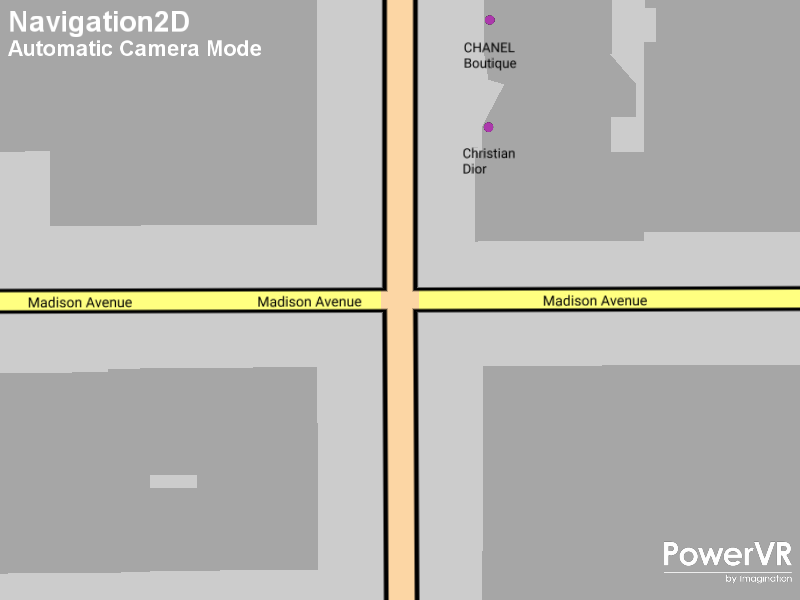 Navigation2D
Automatic Camera Mode
CHANEL
Boutique
Christian
Dior
Madison Avenue
Madison Avenue
Madison Avenue
PowerVR
by Imagination